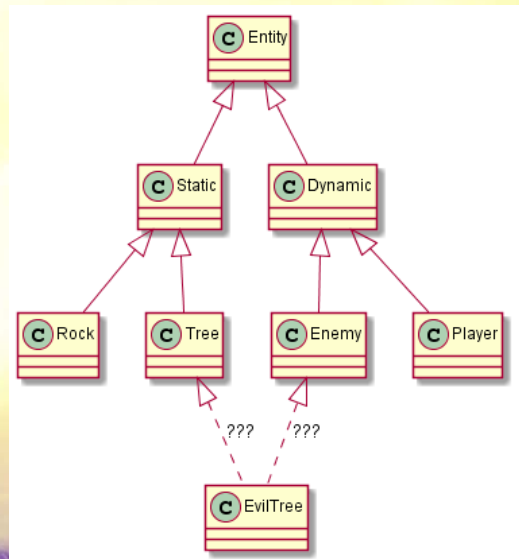 C Entity
C Static
C Dynamic
C Rock
C Tree
C Enemy
C Player
???
???
C EvilTree